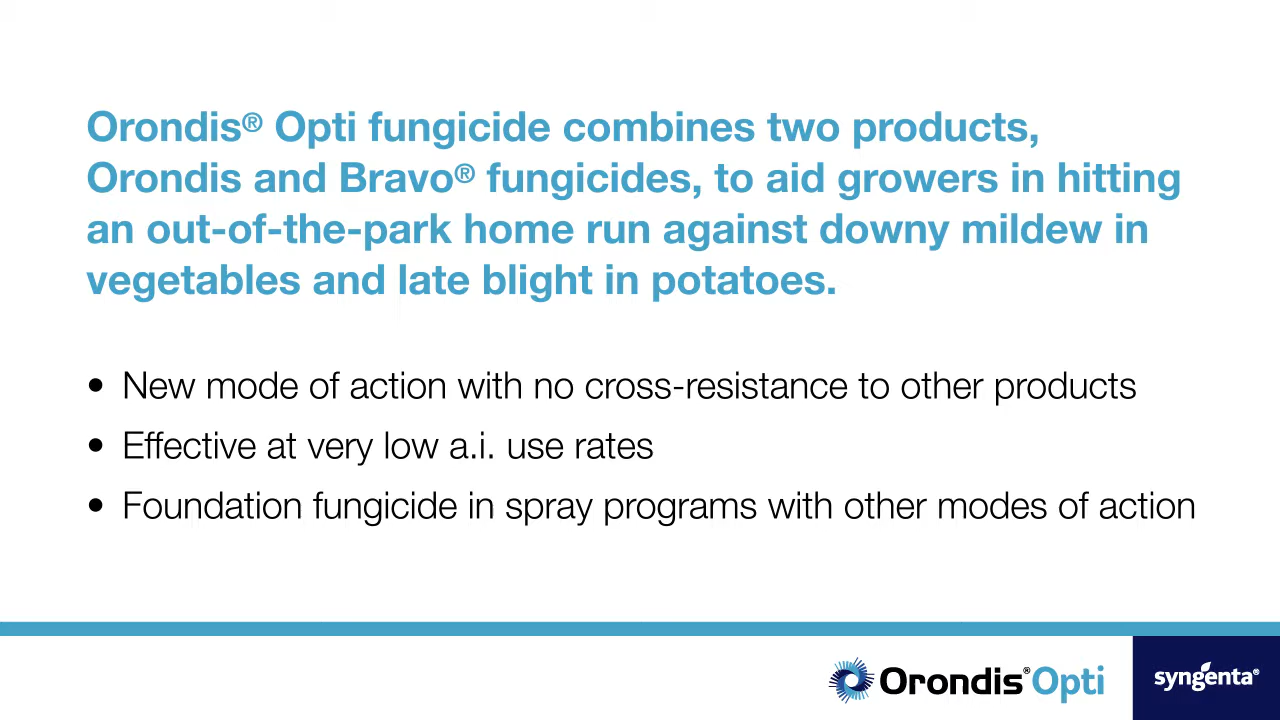 Orondis® Opti fungicide combines two products,
Orondis and Bravo® fungicides, to aid growers in hitting
an out-of-the-park home run against downy mildew in
vegetables and late blight in potatoes.
• New mode of action with no cross-resistance to other products
• Effective at very low a.i. use rates
• Foundation fungicide in spray programs with other modes of action
Orondis® Opti
syngenta®